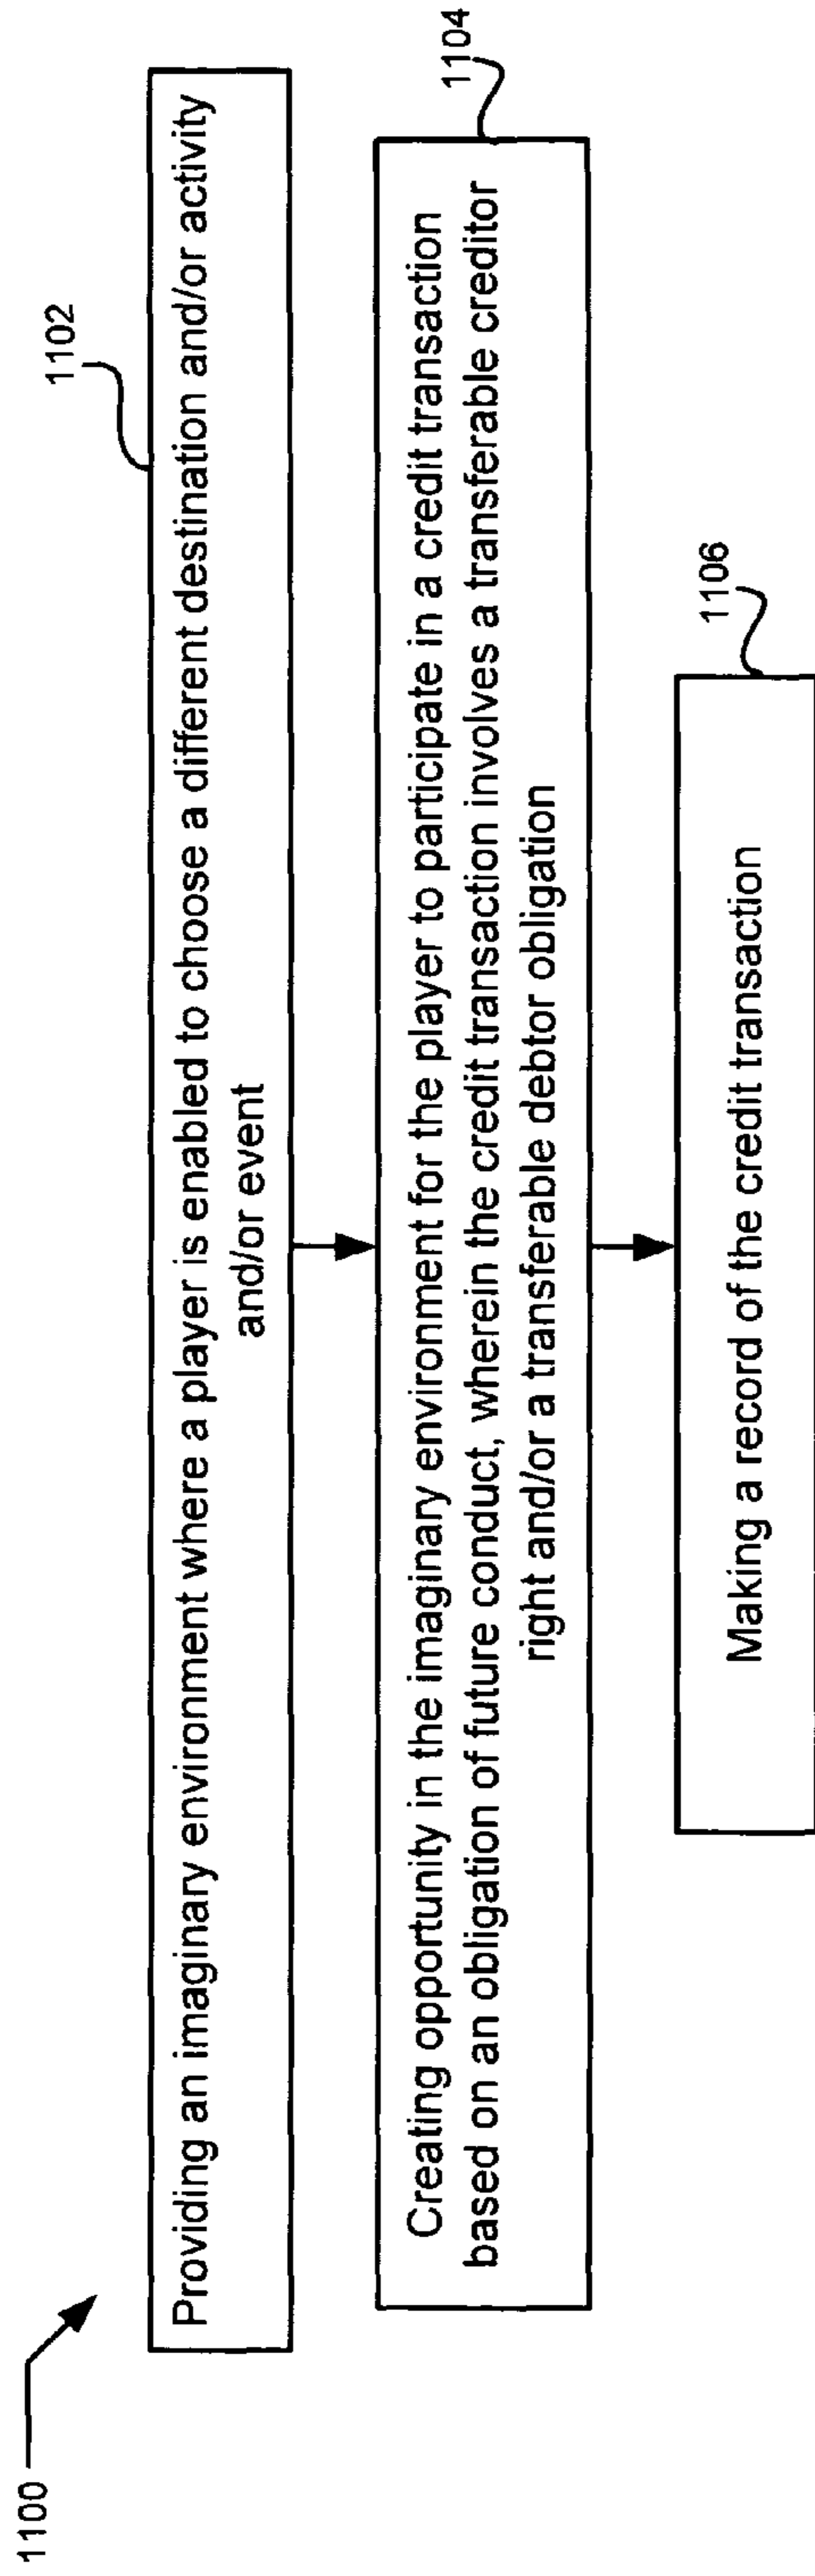 1100
1102
Providing an imaginary environment where a player is enabled to choose a different destination and/or activity
and/or event
1104
Creating opportunity in the imaginary environment for the player to participate in a credit transaction
based on an obligation of future conduct, wherein the credit transaction involves a transferable creditor
right and/or a transferable debtor obligation
1106
Making a record of the credit transaction